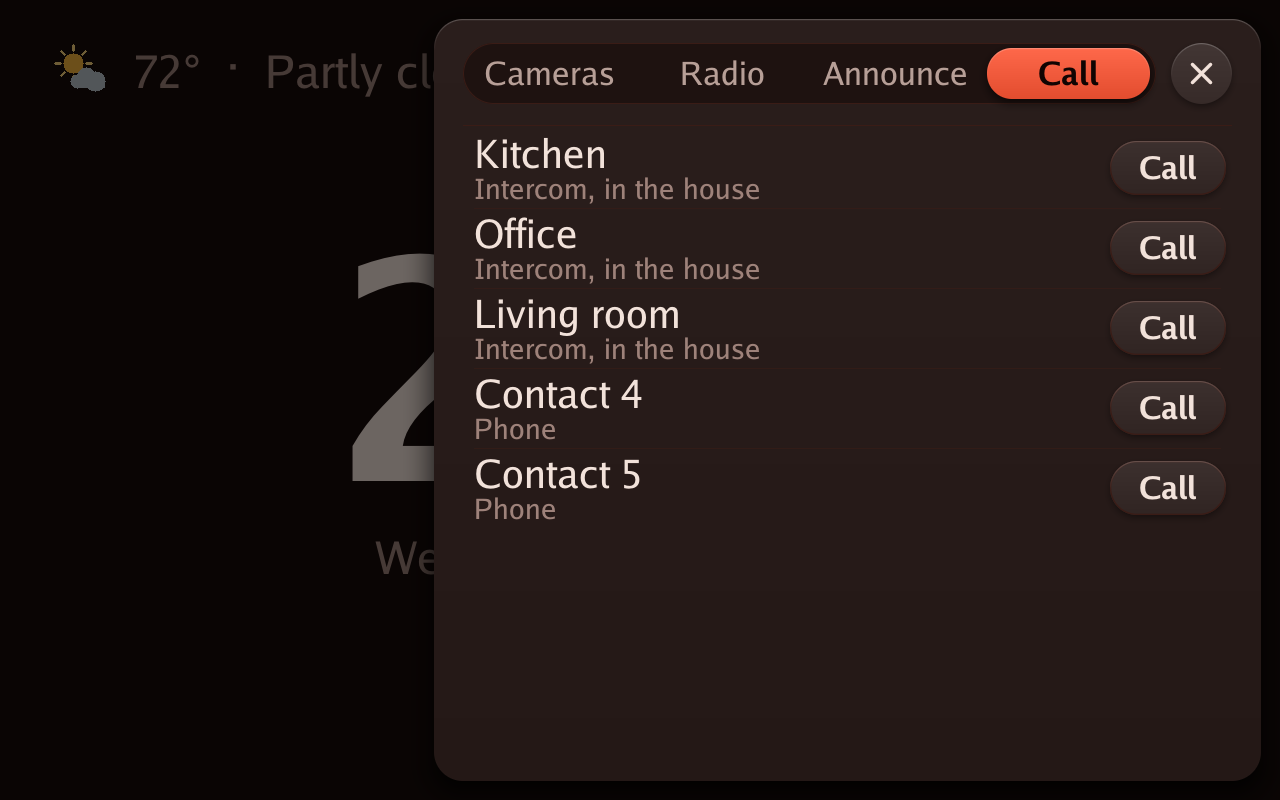 72° · Partly cl
Cameras Radio Announce Call
Kitchen
Intercom, in the house
Call
Office
Intercom, in the house
Call
Living room
Intercom, in the house
Call
Contact 4
Phone
Call
Contact 5
Phone
Call
2
We